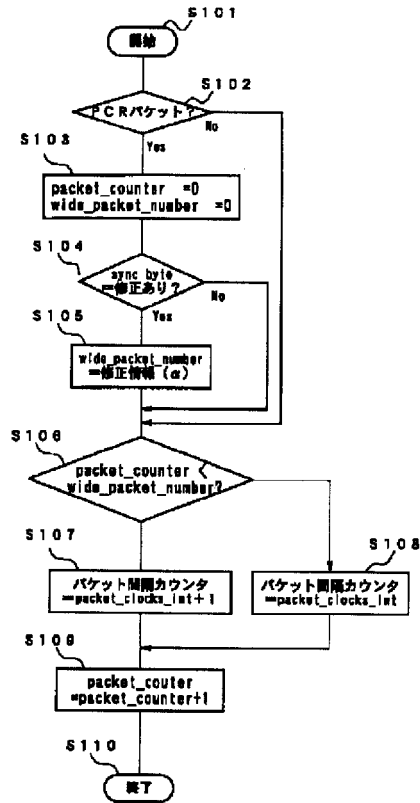 S101
開始
S102
PCRパケット?
No
S103
Yes
packet_counter =0
wide_packet_number =0
S104
sync byte
=修正あり?
No
S105
Yes
wide_packet_number
=修正情報(α)
S106
packet_counter <
wide_packet_number?
S107
S108
パケット間隔カウンタ
=packet_clocks_int+1
パケット間隔カウンタ
=packet_clocks_int
S109
packet_couter
=packet_counter+1
S110
終了